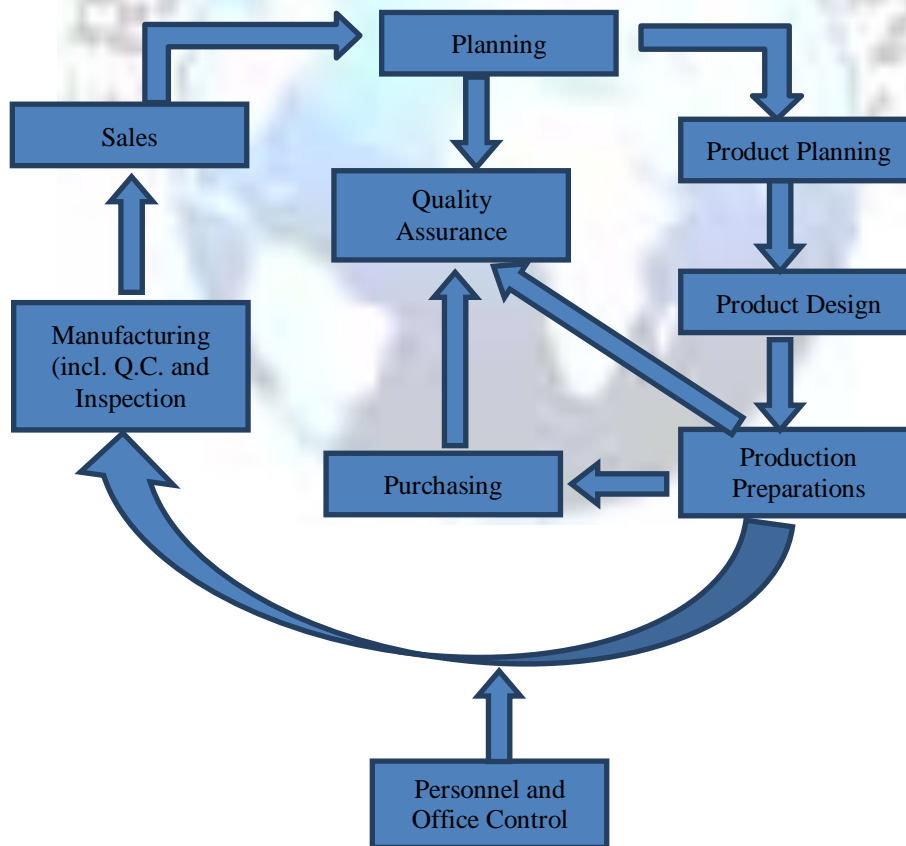 Planning
Sales
Product Planning
Quality
Assurance
Product Design
Manufacturing
(incl. Q.C. and
Inspection
Purchasing
Production
Preparations
Personnel and
Office Control